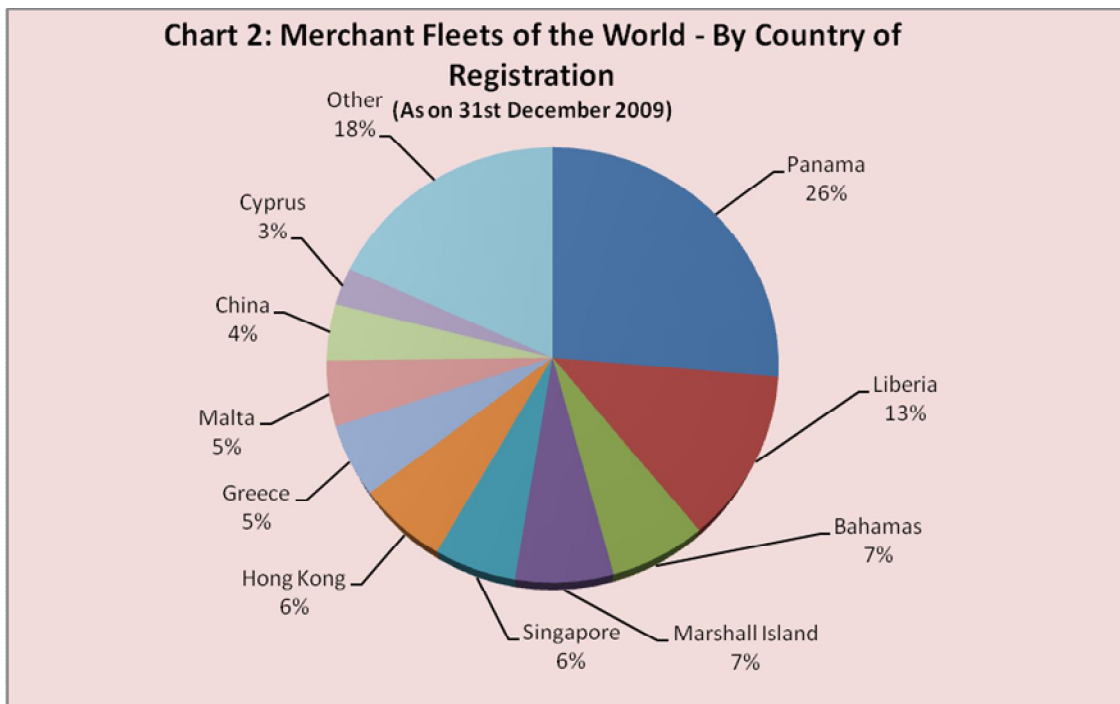 Chart 2: Merchant Fleets of the World - By Country of
Registration
(As on 31st December 2009)
Other
18%
Panama
26%
Cyprus
3%
China
4%
Liberia
13%
Malta
5%
Greece
5%
Bahamas
7%
Hong Kong
6%
Singapore
6%
Marshall Island
7%